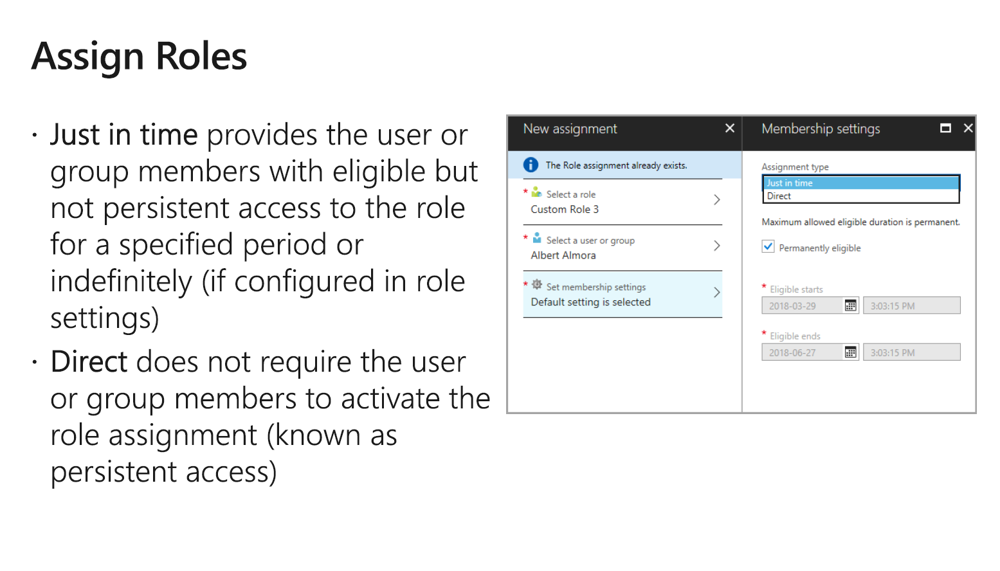 Assign Roles
· Just in time provides the user or
group members with eligible but
not persistent access to the role
for a specified period or
indefinitely (if configured in role
settings)
· Direct does not require the user
or group members to activate the
role assignment (known as
persistent access)
New assignment
The Role assignment already exists.
* Select a role
Custom Role 3
* Select a user or group
Albert Almora
* Set membership settings
Default setting is selected
Membership settings
Assignment type
Just in time
Direct
Maximum allowed eligible duration is permanent.
Permanently eligible
* Eligible starts
2018-03-29 3:03:15 PM
* Eligible ends
2018-06-27 3:03:15 PM